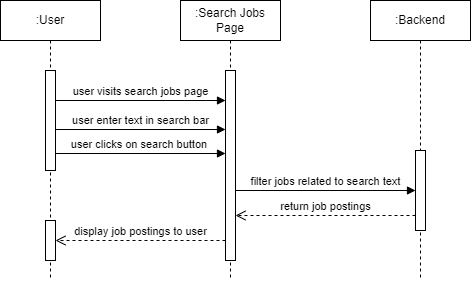 :User
:Search Jobs
Page
:Backend
user visits search jobs page
user enter text in search bar
user clicks on search button
filter jobs related to search text
return job postings
display job postings to user